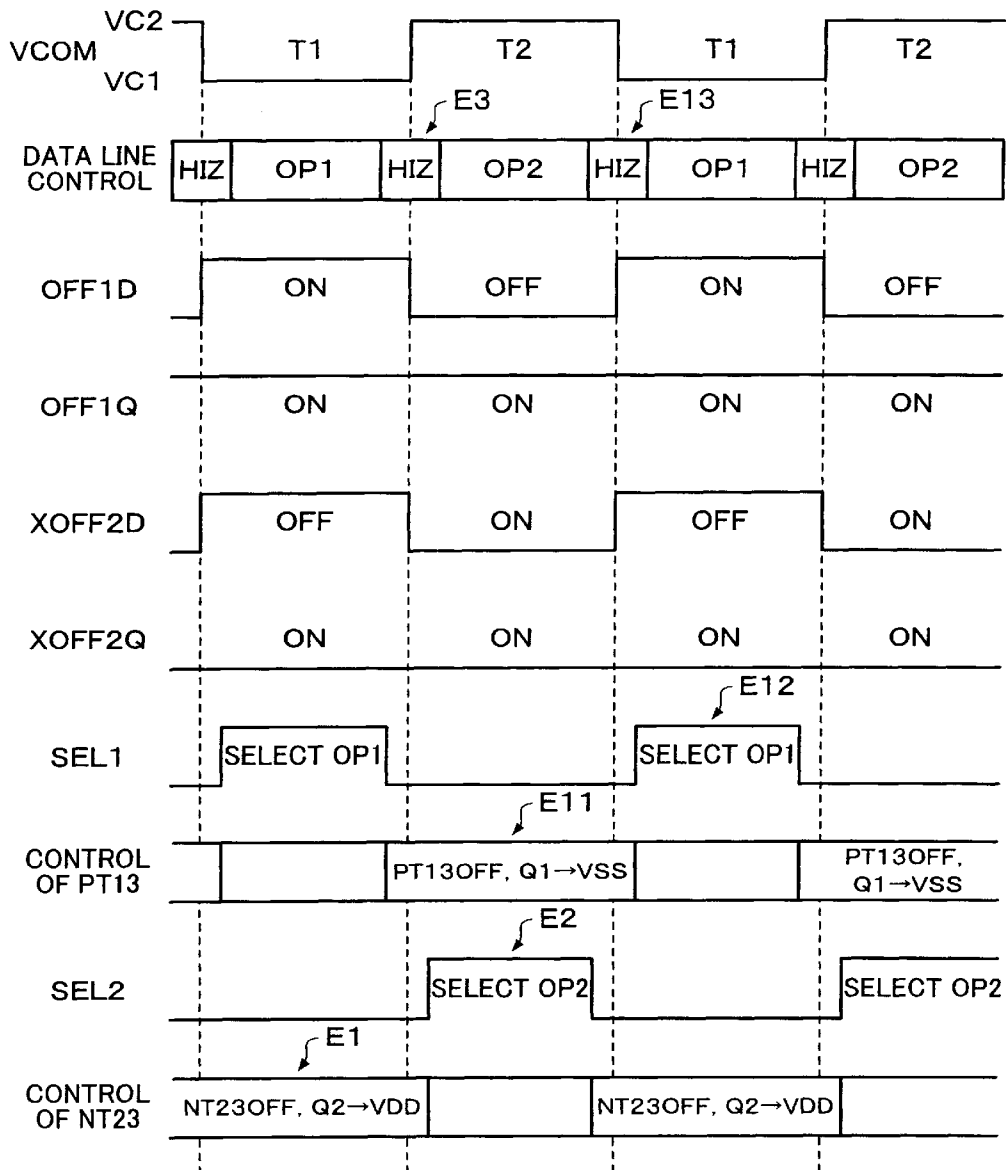 VC2
VCOM T1 T2 T1 T2
VC1
E3 E13
DATA LINE
CONTROL
HIZ OP1 HIZ OP2 HIZ OP1 HIZ OP2
OFF1D ON OFF ON OFF
OFF1Q ON ON ON ON
XOFF2D OFF ON OFF ON
XOFF2Q ON ON ON ON
E12
SEL1 SELECT OP1 SELECT OP1
E11
CONTROL
OF PT13
PT13OFF, Q1→VSS
PT13OFF,
Q1→VSS
E2
SEL2 SELECT OP2 SELECT OP2
E1
CONTROL
OF NT23
NT23OFF, Q2→VDD NT23OFF, Q2→VDD